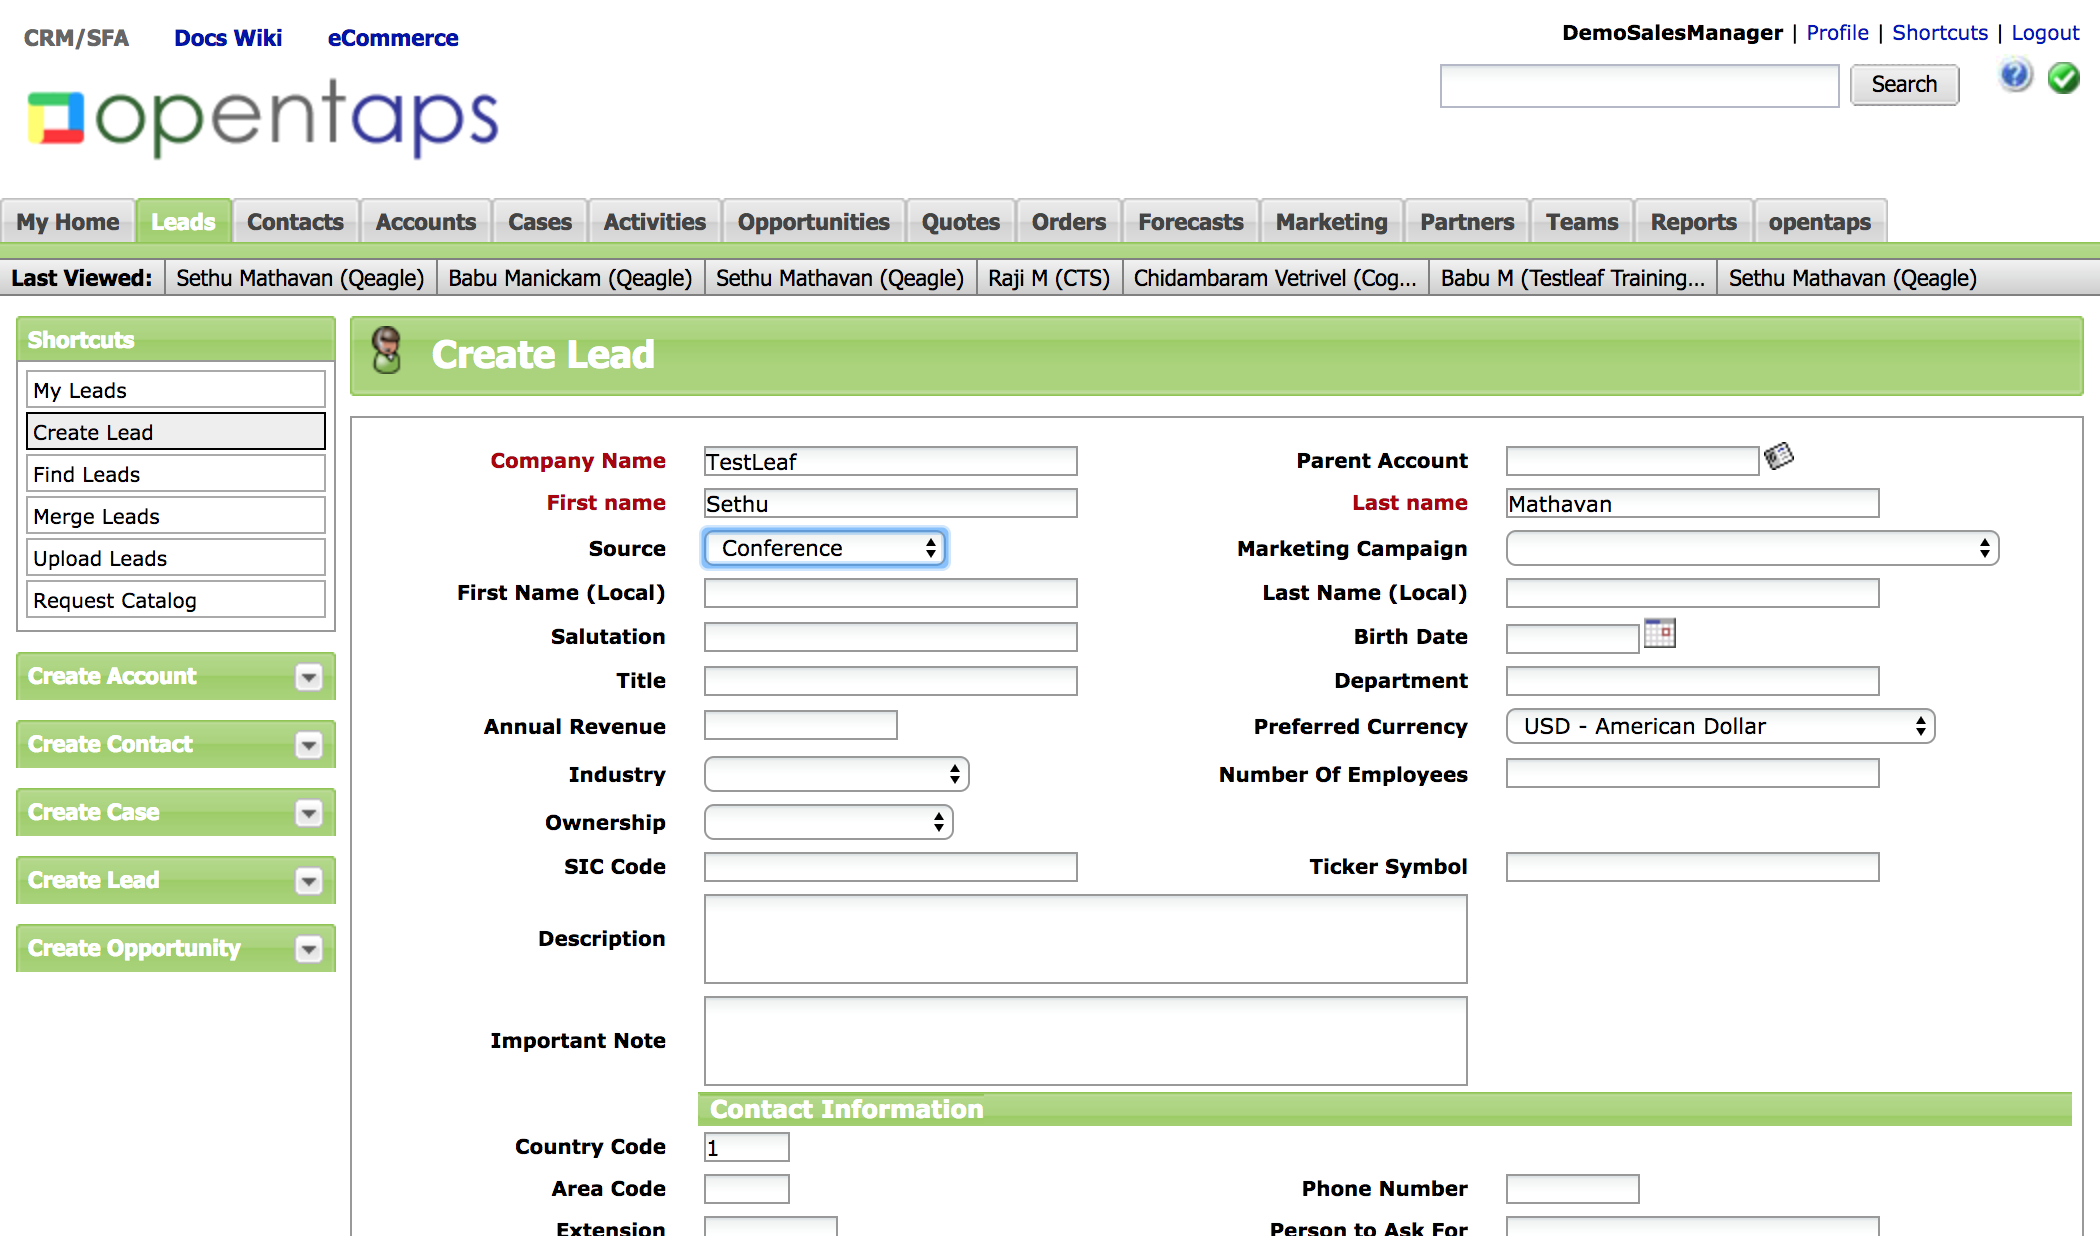 CRM/SFA Docs Wiki eCommerce
DemoSalesManager | Profile | Shortcuts | Logout
opentaps
Search
My Home Leads Contacts Accounts Cases Activities Opportunities Quotes Orders Forecasts Marketing Partners Teams Reports opentaps
Last Viewed: Sethu Mathavan (Qeagle) Babu Manickam (Qeagle) Sethu Mathavan (Qeagle) Raji M (CTS) Chidambaram Vetrivel (Cog... Babu M (Testleaf Training... Sethu Mathavan (Qeagle)
Shortcuts
My Leads
Create Lead
Find Leads
Merge Leads
Upload Leads
Request Catalog
Create Account
Create Contact
Create Case
Create Lead
Create Opportunity
Create Lead
Company Name TestLeaf Parent Account
First name Sethu Last name Mathavan
Source Conference Marketing Campaign
First Name (Local) Last Name (Local)
Salutation Birth Date
Title Department
Annual Revenue Preferred Currency USD - American Dollar
Industry Number Of Employees
Ownership
SIC Code Ticker Symbol
Description
Important Note
Contact Information
Country Code 1
Area Code Phone Number
Extension Person to Ask For